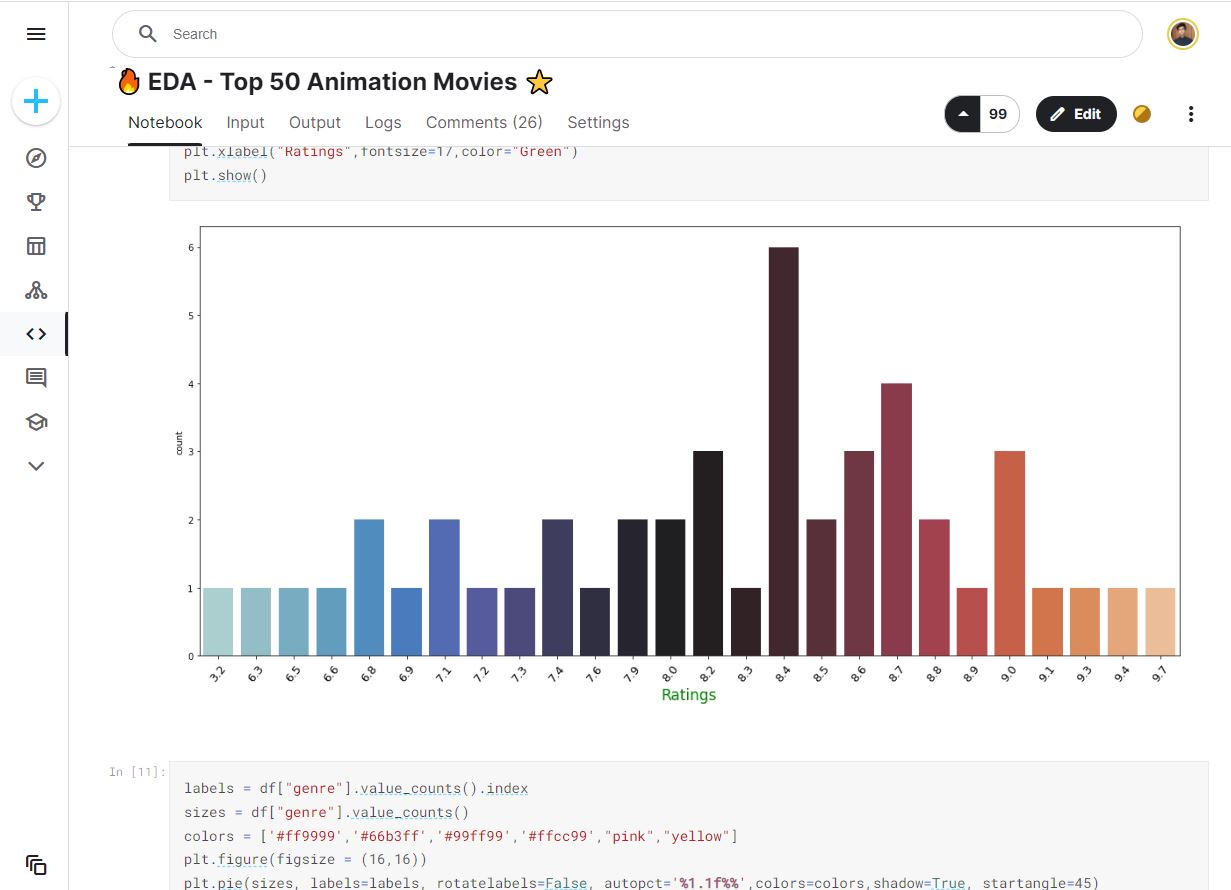 Search
🔥 EDA - Top 50 Animation Movies ⭐
Notebook Input Output Logs Comments (26) Settings
99 Edit
plt.xlabel("Ratings",fontsize=17,color="Green")
plt.show()
6
5
4
3
2
1
0
count
3.2 6.3 6.5 6.6 6.8 6.9 7.1 7.2 7.3 7.4 7.6 7.9 8.0 8.2 8.3 8.4 8.5 8.6 8.7 8.8 8.9 9.0 9.1 9.3 9.4 9.7
Ratings
In [11]:
labels = df["genre"].value_counts().index
sizes = df["genre"].value_counts()
colors = ['#ff9999','#66b3ff','#99ff99','#ffcc99',"pink","yellow"]
plt.figure(figsize = (16,16))
plt.pie(sizes, labels=labels, rotatelabels=False, autopct='%1.1f%%',colors=colors,shadow=True, startangle=45)